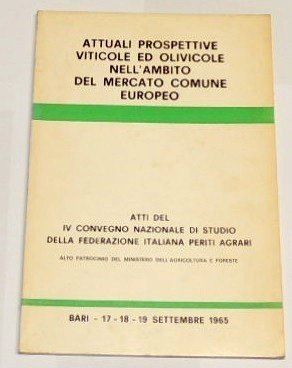 ATTUALI PROSPETTIVE
VITICOLE ED OLIVICOLE
NELL'AMBITO
DEL MERCATO COMUNE
EUROPEO
ATTI DEL
IV CONVEGNO NAZIONALE DI STUDIO
DELLA FEDERAZIONE ITALIANA PERITI AGRARI
ALTO PATROCINIO DEL MINISTERO DELL'AGRICOLTURA E FORESTE
BARI - 17 - 18 - 19 SETTEMBRE 1965